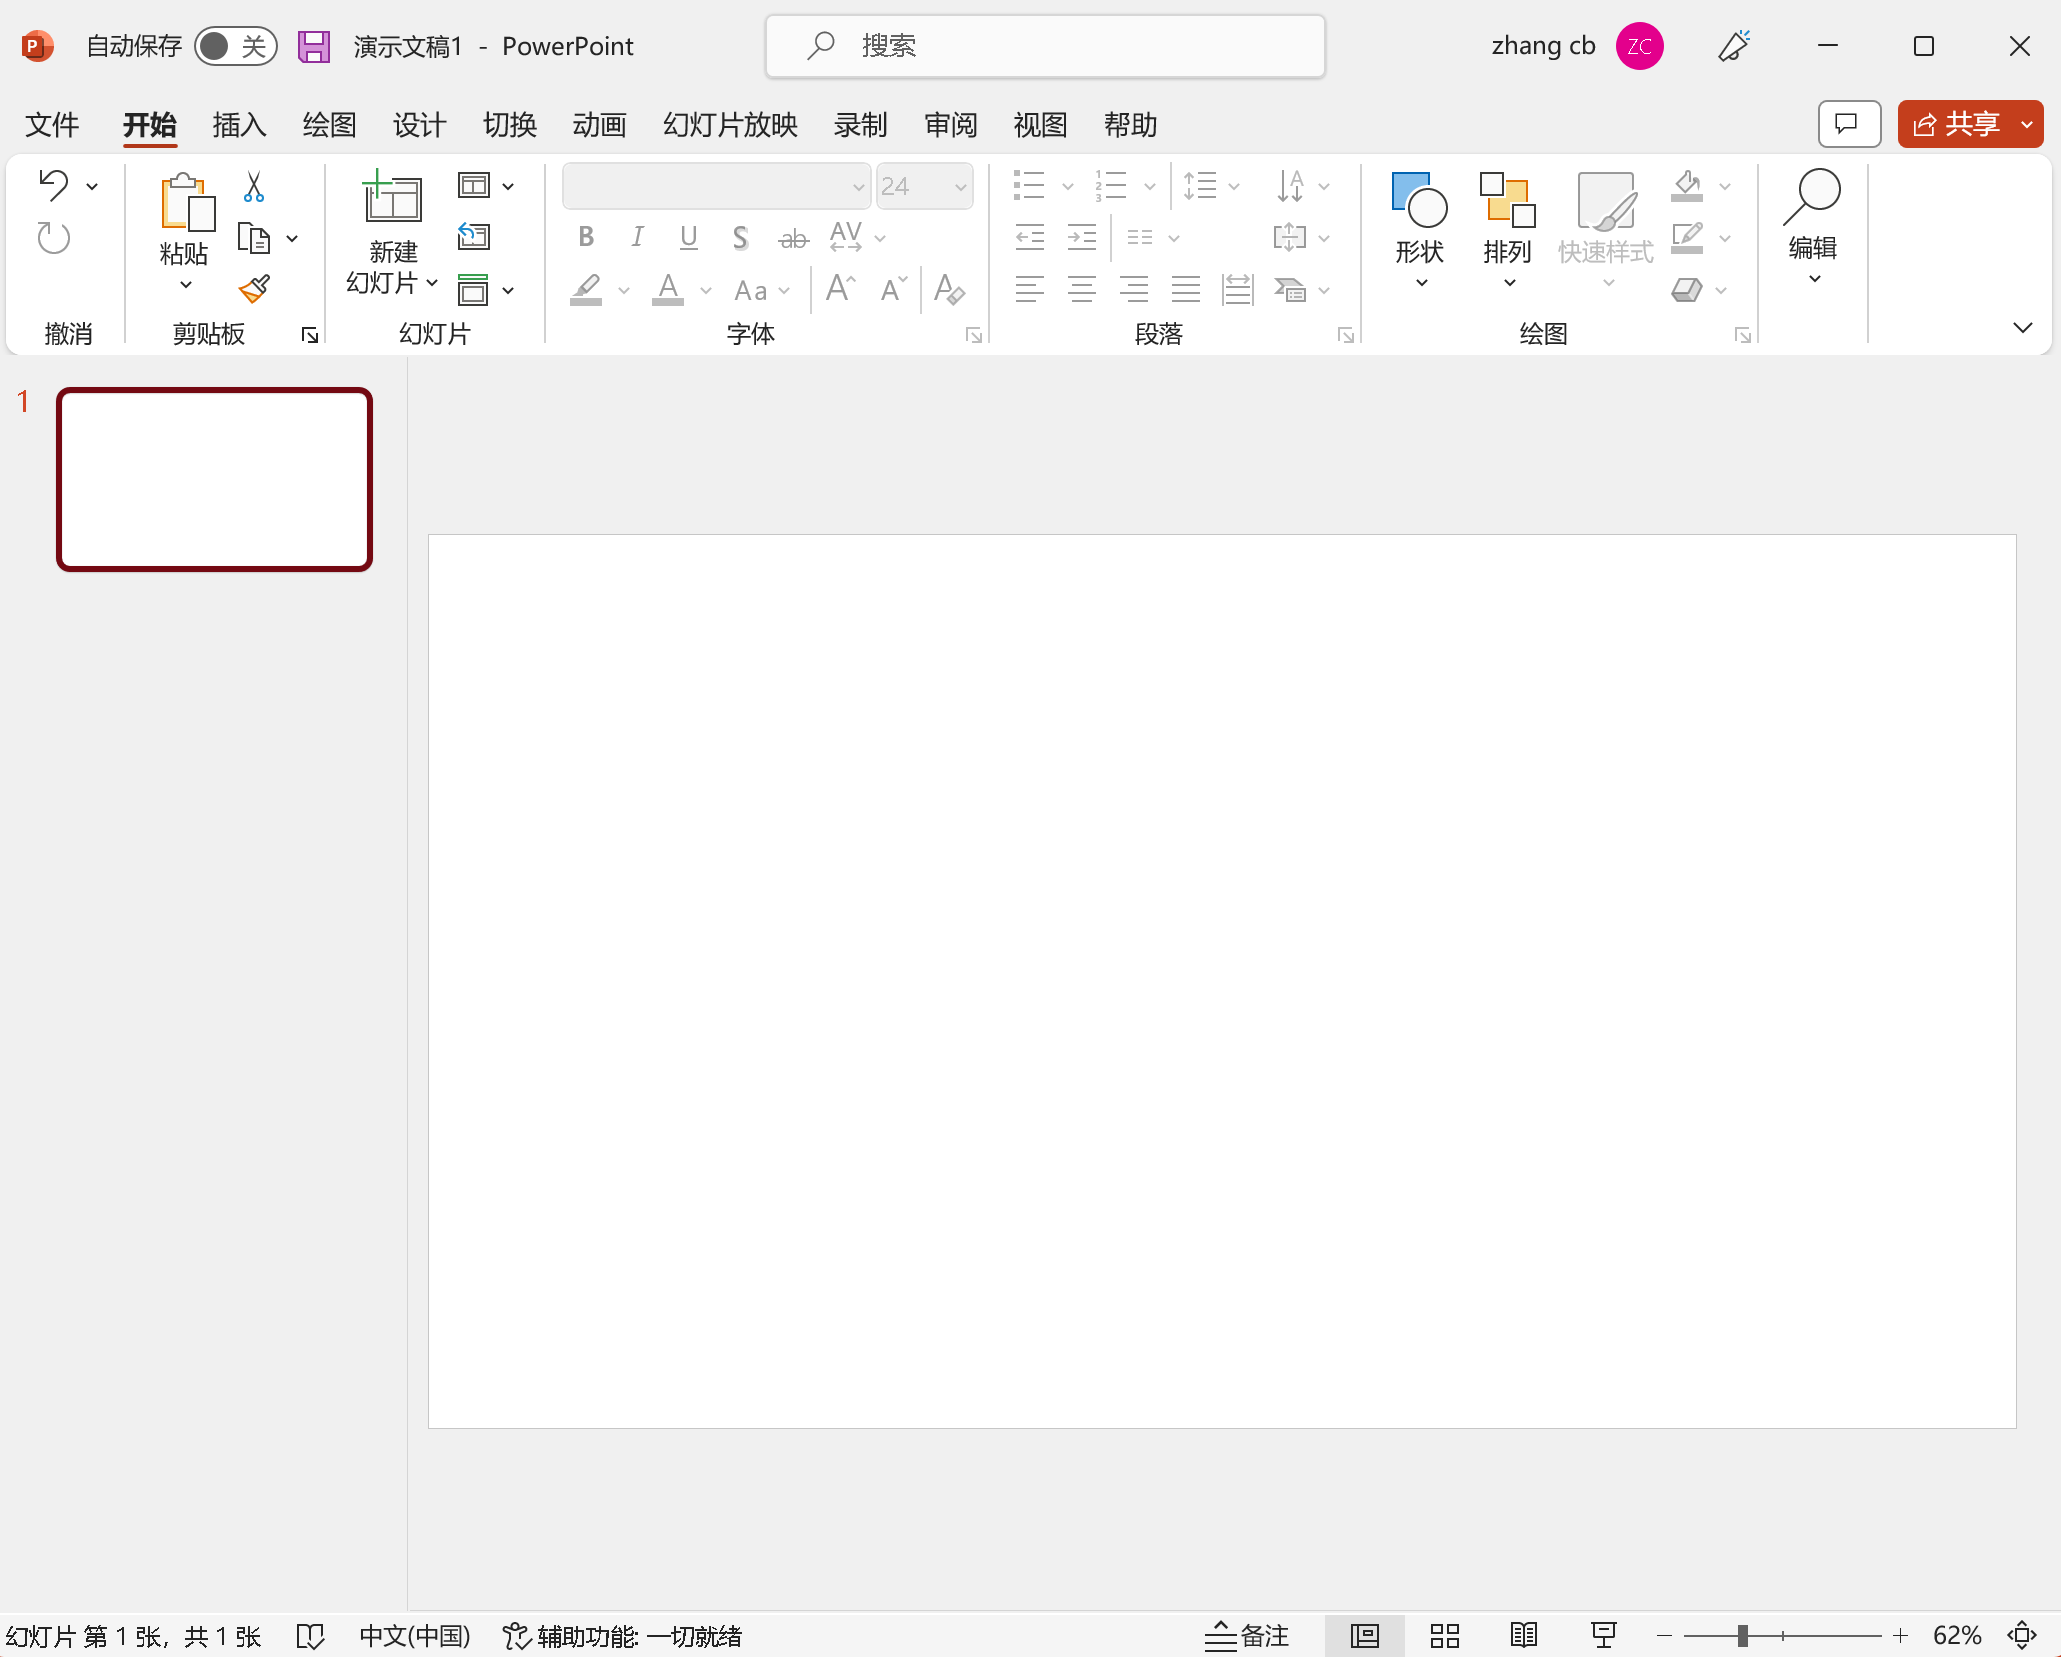 自动保存 关 演示文稿1 - PowerPoint 搜索 zhang cb ZC
文件 开始 插入 绘图 设计 切换 动画 幻灯片放映 录制 审阅 视图 帮助 共享
粘贴
新建
幻灯片
24
形状
排列
快速样式
编辑
撤消 剪贴板 幻灯片 字体 段落 绘图
1
幻灯片 第 1 张，共 1 张 中文(中国) 辅助功能: 一切就绪 备注 62%